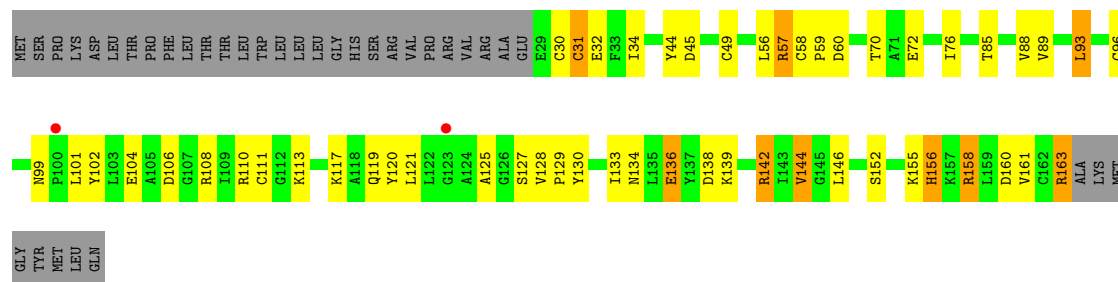 MET SER PRO LYS ASP LEU THR PRO PHE LEU THR THR LEU TRP LEU LEU LEU GLY HIS SER ARG VAL PRO ARG VAL ARG ALA GLU E29 C30 C31 E32 F33 I34 Y44 D45 C49 L56 R57 C58 P59 D60 T70 A71 E72 I76 T85 V88 V89 L93
N99 P100 L101 Y102 L103 E104 A105 D106 G107 R108 I109 R110 C111 G112 K113 K117 A118 Q119 Y120 L121 L122 G123 A124 A125 G126 S127 V128 P129 Y130 I133 N134 L135 E136 Y137 D138 K139 R142 I143 V144 G145 L146 S152 K155 H156 K157 R158 L159 D160 V161 C162 R163 ALA LYS MET
GLY TYR MET LEU GLN